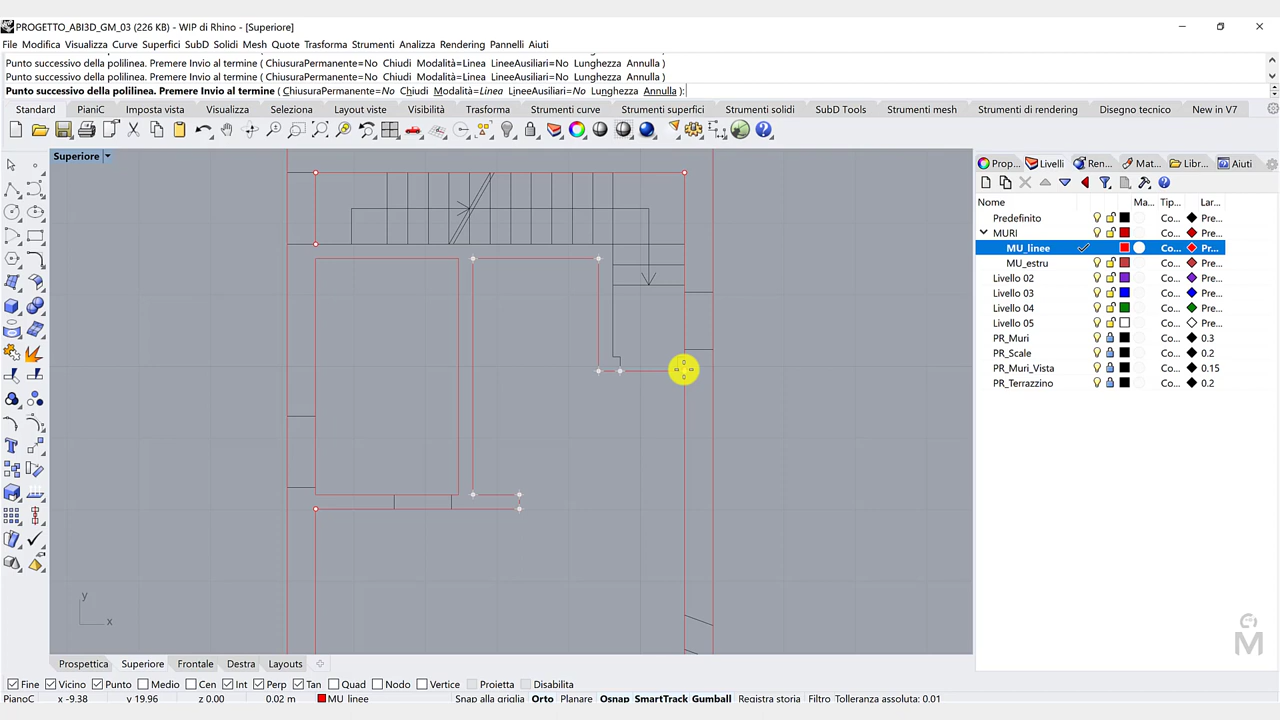 PROGETTO_ABI3D_GM_03 (226 KB) - WIP di Rhino - [Superiore]
File Modifica Visualizza Curve Superfici SubD Solidi Mesh Quote Trasforma Strumenti Analizza Rendering Pannelli Aiuti
Punto successivo della polilinea. Premere Invio al termine ( ChiusuraPermanente=No Chiudi Modalità=Linea LineeAusiliari=No Lunghezza Annulla )
Punto successivo della polilinea. Premere Invio al termine ( ChiusuraPermanente=No Chiudi Modalità=Linea LineeAusiliari=No Lunghezza Annulla )
Punto successivo della polilinea. Premere Invio al termine ( ChiusuraPermanente=No Chiudi Modalità=Linea LineeAusiliari=No Lunghezza Annulla ):
Standard PianiC Imposta vista Visualizza Selezione Layout viste Visibilità Trasforma Strumenti curve Strumenti superfici Strumenti solidi SubD Tools Strumenti mesh Strumenti di rendering Disegno tecnico New in V7
Superiore
Prop... Livelli Ren... Mat... Libr... Aiuti
Nome Ma... Tip... Co... Lar...
Predefinito Co... Pre...
MURI Co... Pre...
MU_linee Co... Pr...
MU_estru Co... Pre...
Livello 02 Co... Pre...
Livello 03 Co... Pre...
Livello 04 Co... Pre...
Livello 05 Co... Pre...
PR_Muri Co... 0.3
PR_Scale Co... 0.2
PR_Muri_Vista Co... 0.15
PR_Terrazzino Co... 0.2
y
x
M
Prospettica Superiore Frontale Destra Layouts
Fine Vicino Punto Medio Cen Int Perp Tan Quad Nodo Vertice Proietta Disabilita
PianoC x -9.38 y 19.96 z 0.00 0.02 m MU_linee Snap alla griglia Orto Planare Osnap SmartTrack Gumball Registra storia Filtro Tolleranza assoluta: 0.01